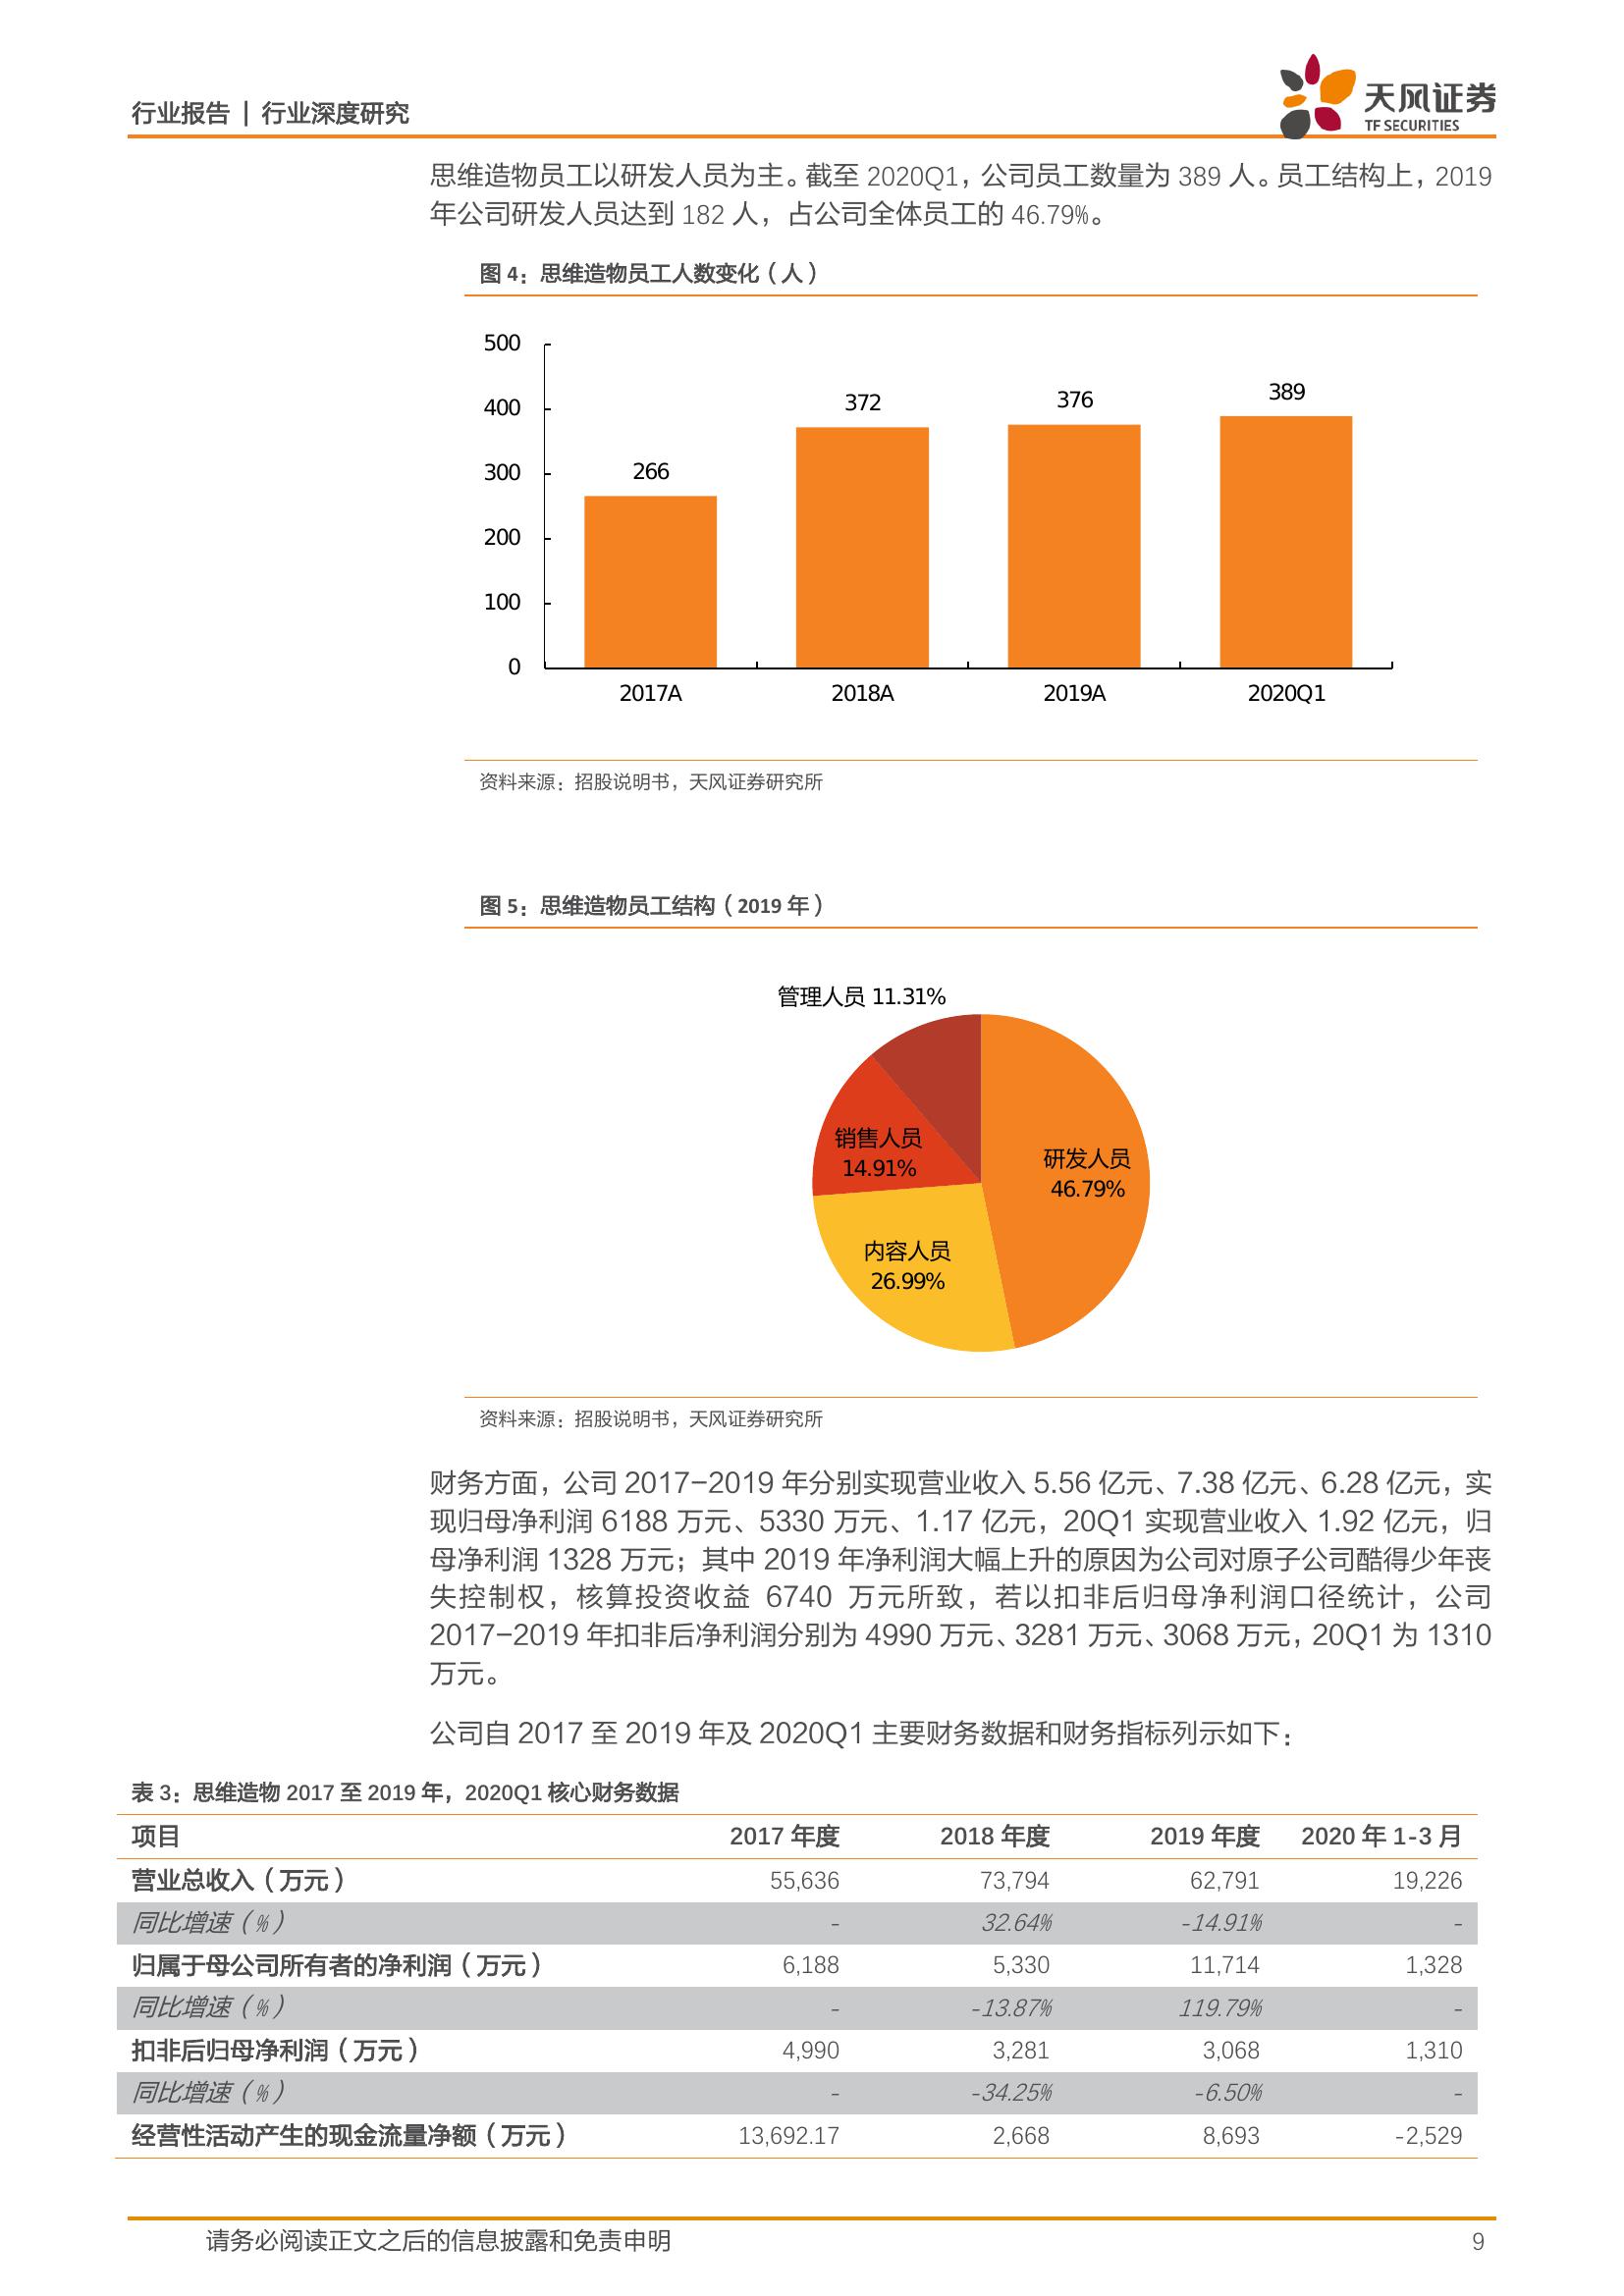 行业报告 | 行业深度研究
天风证券
TF SECURITIES
思维造物员工以研发人员为主。截至 2020Q1，公司员工数量为 389 人。员工结构上，2019
年公司研发人员达到 182 人，占公司全体员工的 46.79%。
图 4：思维造物员工人数变化（人）
500
400
300
200
100
0
266
372
376
389
2017A
2018A
2019A
2020Q1
资料来源：招股说明书，天风证券研究所
图 5：思维造物员工结构（2019 年）
管理人员 11.31%
销售人员
14.91%
研发人员
46.79%
内容人员
26.99%
资料来源：招股说明书，天风证券研究所
财务方面，公司 2017-2019 年分别实现营业收入 5.56 亿元、7.38 亿元、6.28 亿元，实
现归母净利润 6188 万元、5330 万元、1.17 亿元，20Q1 实现营业收入 1.92 亿元，归
母净利润 1328 万元；其中 2019 年净利润大幅上升的原因为公司对原子公司酷得少年丧
失控制权，核算投资收益 6740 万元所致，若以扣非后归母净利润口径统计，公司
2017-2019 年扣非后净利润分别为 4990 万元、3281 万元、3068 万元，20Q1 为 1310
万元。
公司自 2017 至 2019 年及 2020Q1 主要财务数据和财务指标列示如下：
表 3：思维造物 2017 至 2019 年，2020Q1 核心财务数据
项目 2017 年度 2018 年度 2019 年度 2020 年 1-3 月
营业总收入（万元） 55,636 73,794 62,791 19,226
同比增速（%） - 32.64% -14.91% -
归属于母公司所有者的净利润（万元） 6,188 5,330 11,714 1,328
同比增速（%） - -13.87% 119.79% -
扣非后归母净利润（万元） 4,990 3,281 3,068 1,310
同比增速（%） - -34.25% -6.50% -
经营性活动产生的现金流量净额（万元） 13,692.17 2,668 8,693 -2,529
请务必阅读正文之后的信息披露和免责申明 9